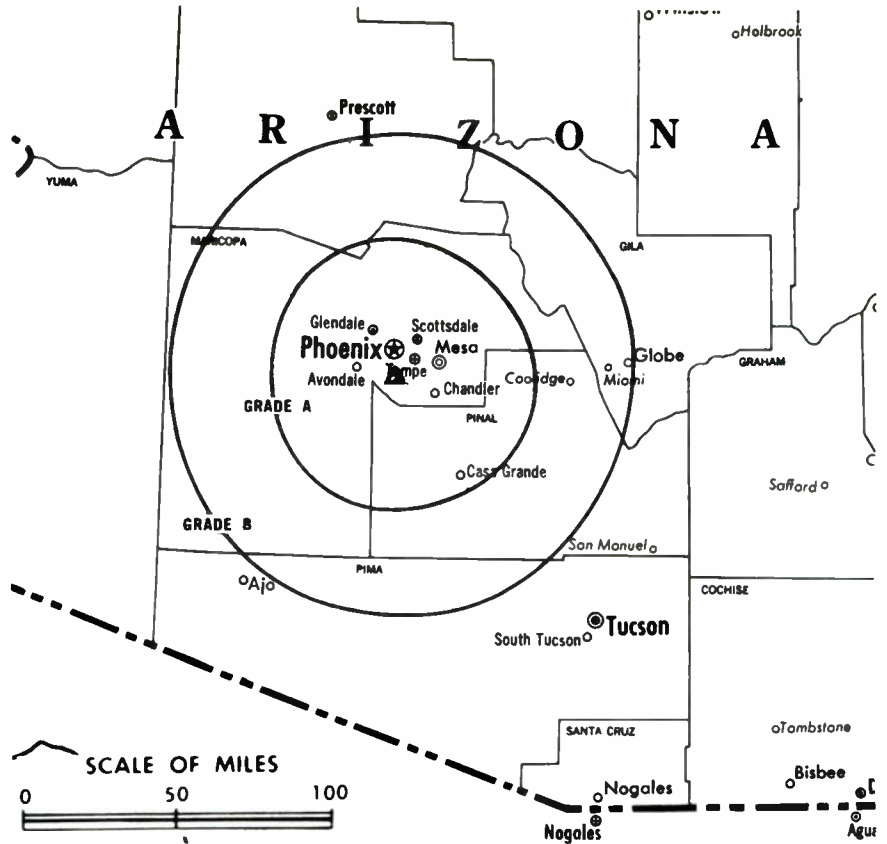 Holbrook
Prescott
A R I Z O N A
YUMA
MARICOPA
GILA
Glendale
Scottsdale
Phoenix
Mesa
Globe
Tempe
GRAHAM
Avondale
Coolidge
Miami
Chandler
GRADE A
PINAL
Casa Grande
Safford
GRADE B
San Manuel
PIMA
Ajo
COCHISE
Tucson
South Tucson
SANTA CRUZ
Tombstone
SCALE OF MILES
Bisbee
0 50 100
Nogales
Nogales